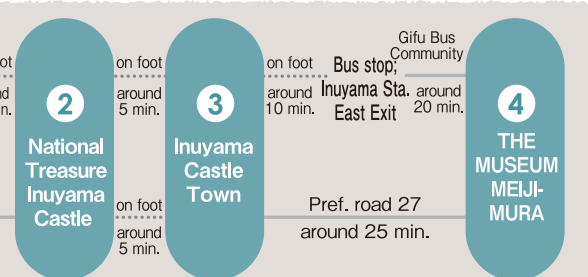 on foot
around
5 min.
on foot
around
10 min.
Bus stop;
Inuyama Sta.
East Exit
Gifu Bus
Community
around
20 min.
2
National
Treasure
Inuyama
Castle
3
Inuyama
Castle
Town
4
THE
MUSEUM
MEIJI-
MURA
on foot
around
5 min.
Pref. road 27
around 25 min.